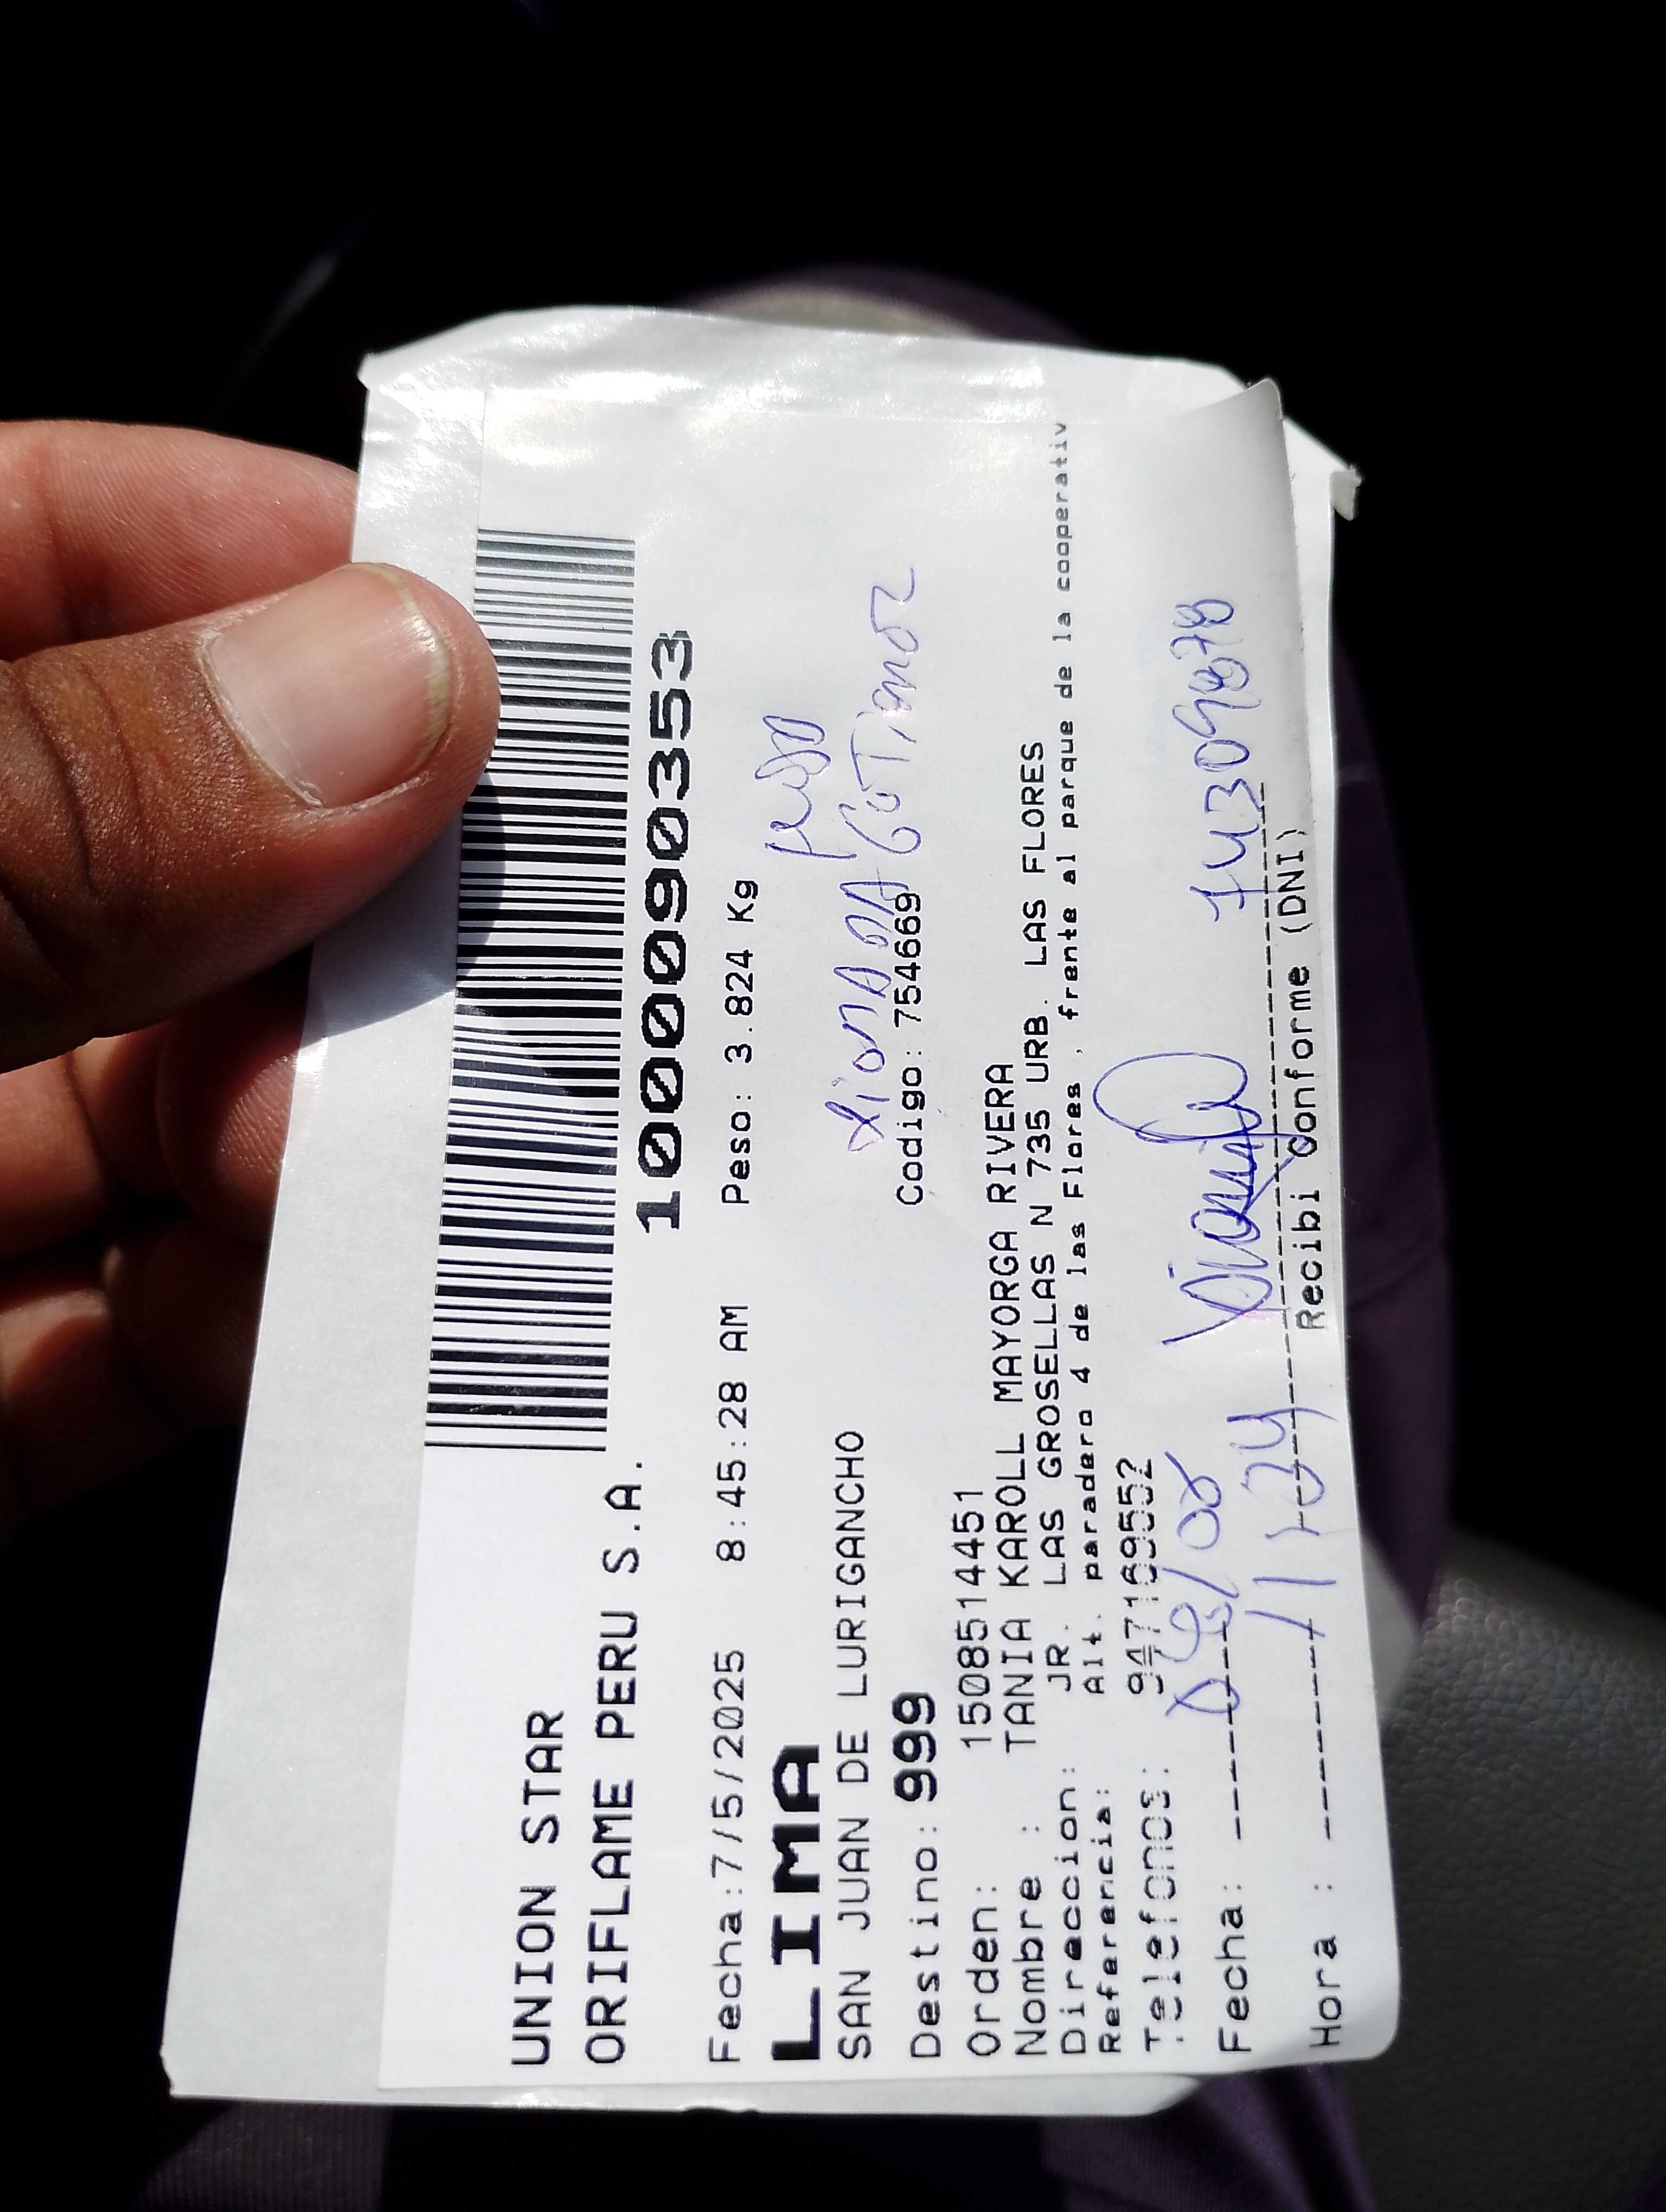 UNION STAR
ORIFLAME PERU S.A.
1000090353
Fecha:7/5/2025 8:45:28 AM Peso: 3.824 Kg
LIMA
SAN JUAN DE LURIGANCHO
Destino: 999 Codigo: 754669
Orden: 1508514451
Nombre : TANIA KAROLL MAYORGA RIVERA
Direccion: JR. LAS GROSELLAS N 735 URB. LAS FLORES
Referencia: Alt. paradero 4 de las Flores , frente al parque de la cooperativ
Telefonos: 947169552
Fecha:
Hora : 11:24
Recibi Conforme (DNI)